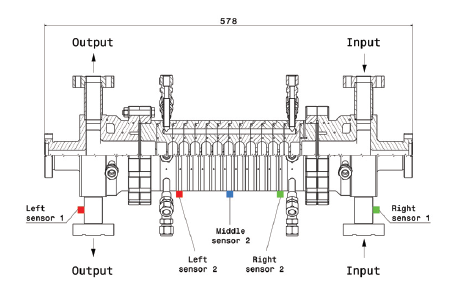 578
Output
Input
Left
sensor 1
Right
sensor 1
Middle
sensor 2
Left
sensor 2
Right
sensor 2
Output
Input